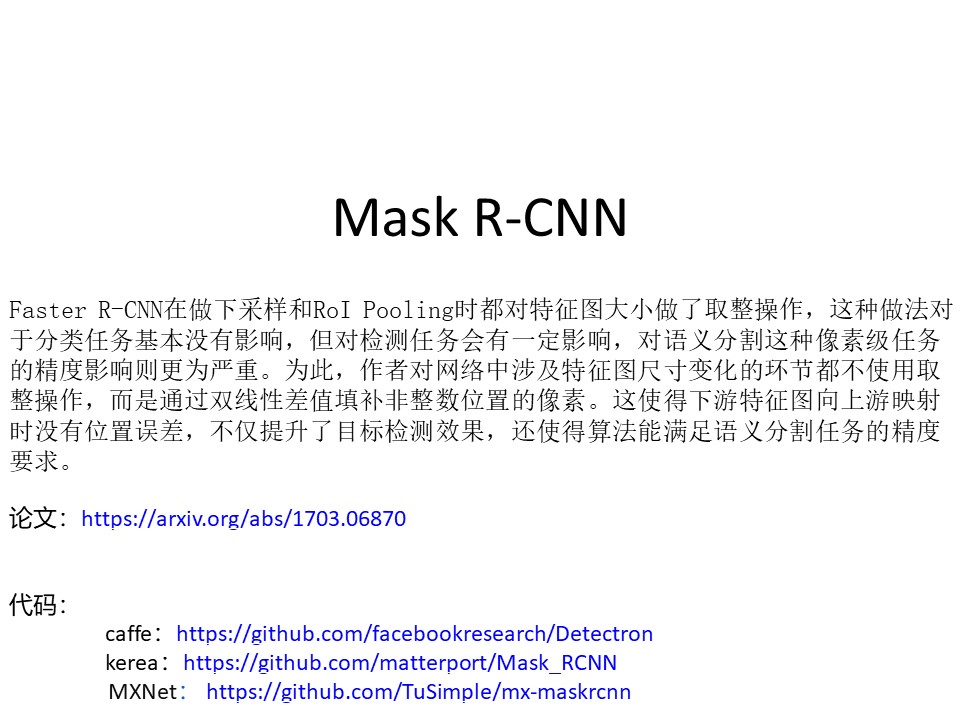 Mask R-CNN
Faster R-CNN在做下采样和RoI Pooling时都对特征图大小做了取整操作，这种做法对
于分类任务基本没有影响，但对检测任务会有一定影响，对语义分割这种像素级任务
的精度影响则更为严重。为此，作者对网络中涉及特征图尺寸变化的环节都不使用取
整操作，而是通过双线性差值填补非整数位置的像素。这使得下游特征图向上游映射
时没有位置误差，不仅提升了目标检测效果，还使得算法能满足语义分割任务的精度
要求。
论文：https://arxiv.org/abs/1703.06870
代码：
caffe：https://github.com/facebookresearch/Detectron
kerea：https://github.com/matterport/Mask_RCNN
MXNet： https://github.com/TuSimple/mx-maskrcnn